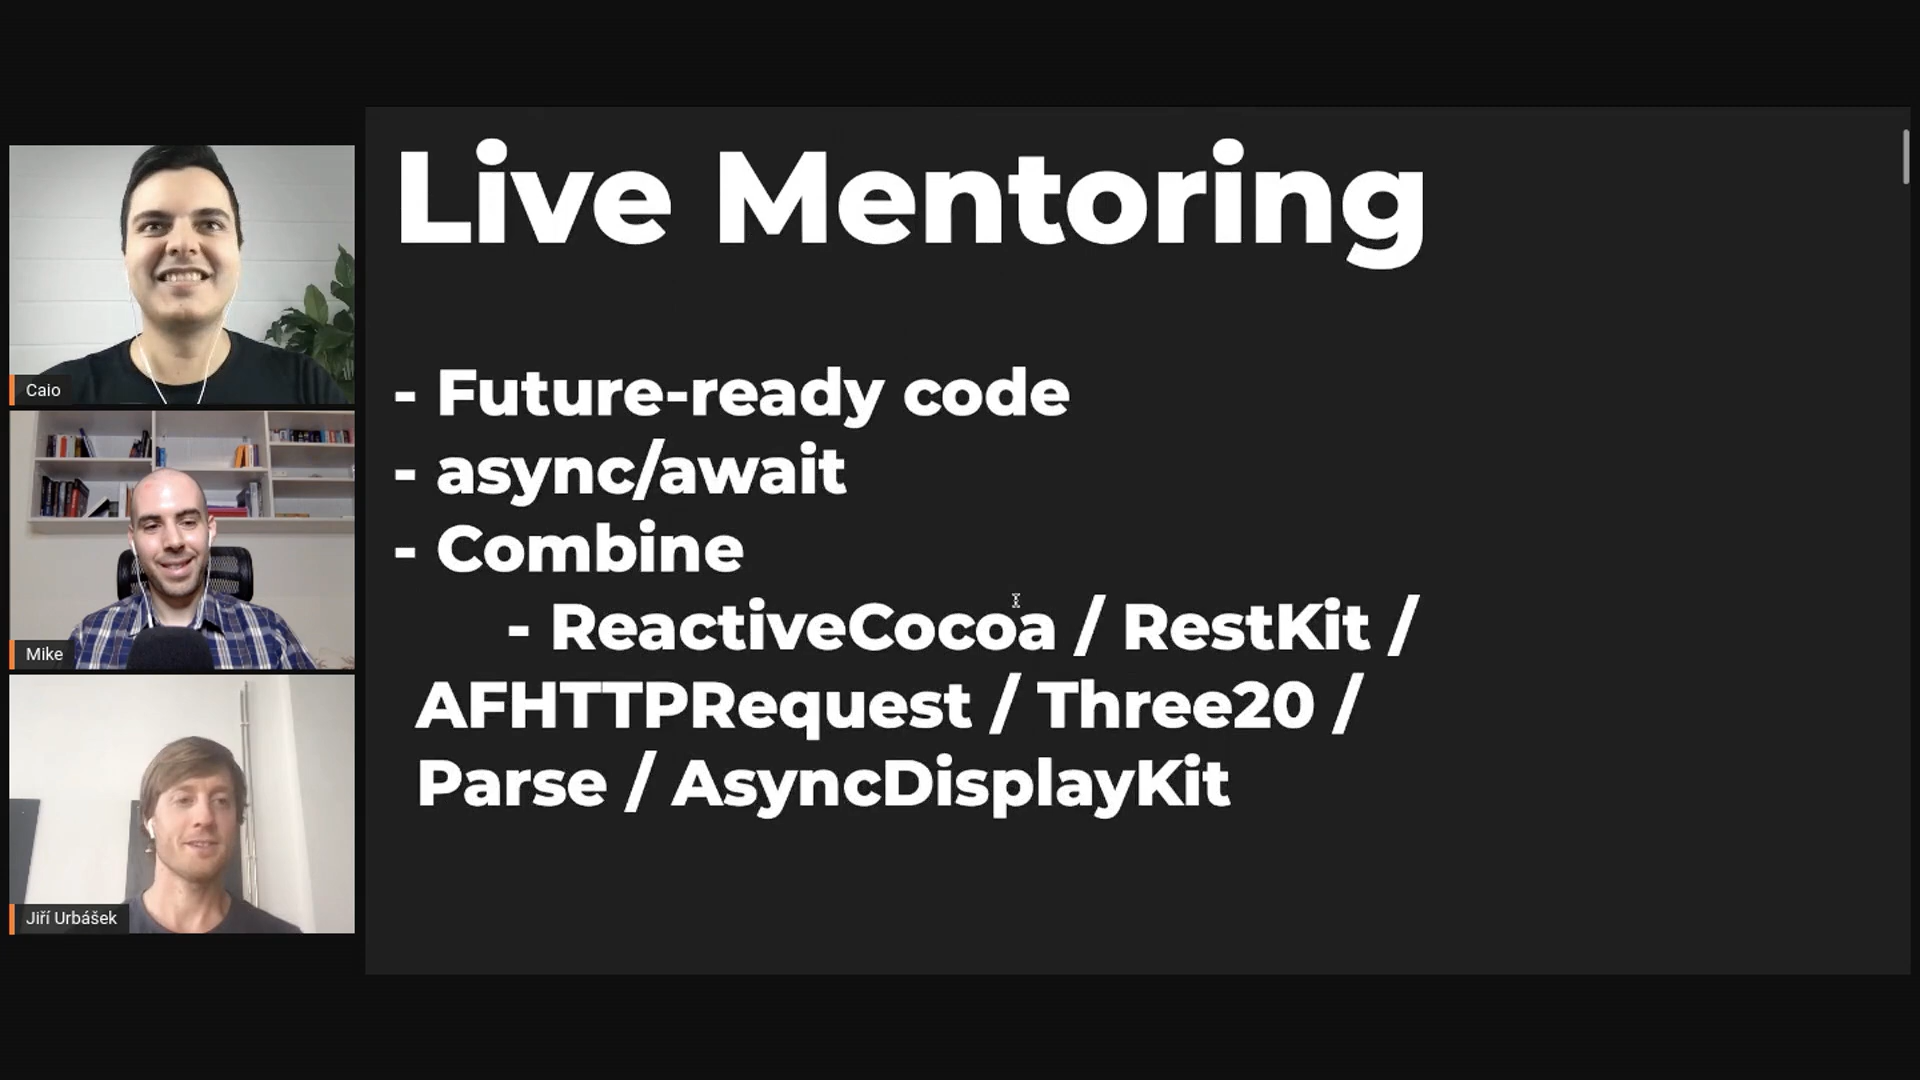 Live Mentoring
- Future-ready code
- async/await
- Combine
- ReactiveCocoa / RestKit /
AFHTTPRequest / Three20 /
Parse / AsyncDisplayKit
Caio
Mike
Jiří Urbášek